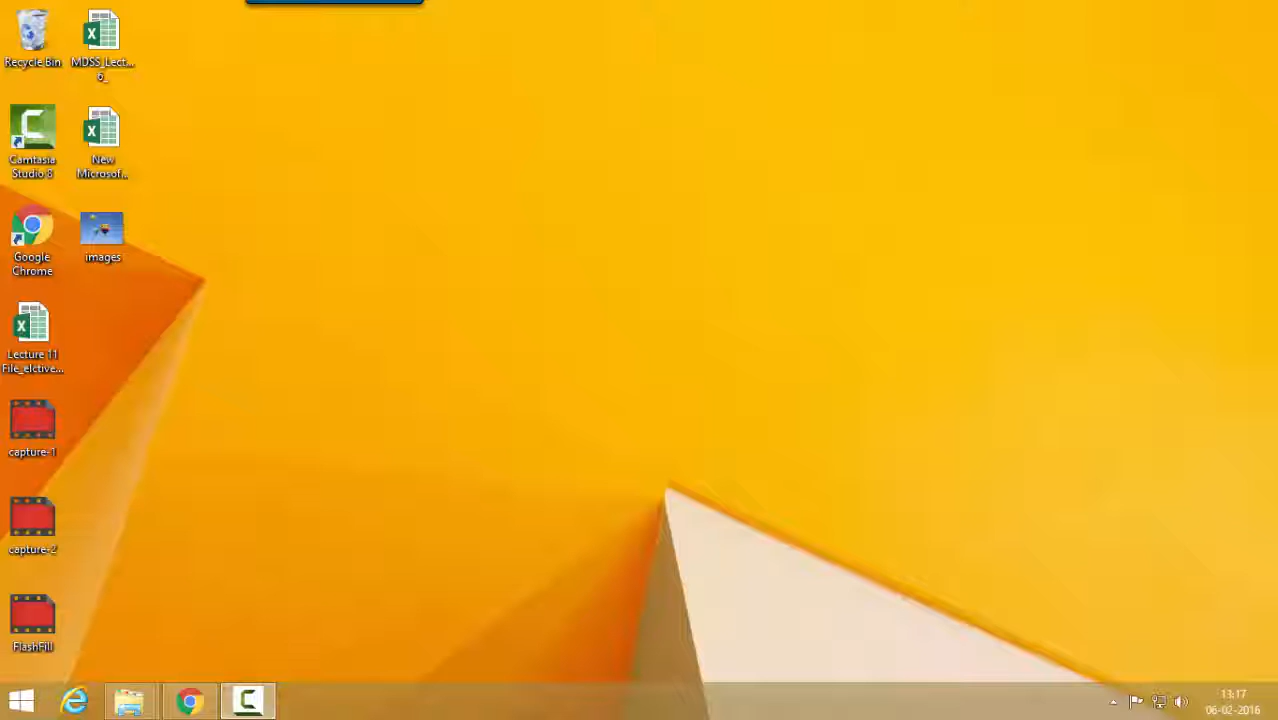 Recycle Bin
MDSS_Lect...
6_
Camtasia
Studio 8
New
Microsof...
Google
Chrome
images
Lecture 11
File_elctive...
capture-1
capture-2
FlashFill
13:17
06-02-2016